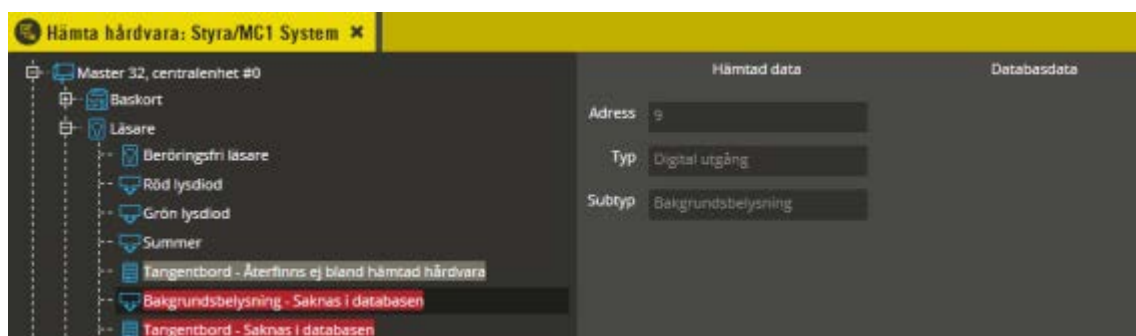 Hämta hårdvara: Styra/MC1 System ×
Master 32, centralenhet #0
Baskort
Läsare
Beröringsfri läsare
Röd lysdiod
Grön lysdiod
Summer
Tangentbord - Återfinns ej bland hämtad hårdvara
Bakgrundsbelysning - Saknas i databasen
Tangentbord - Saknas i databasen
Hämtad data Databasdata
Adress 9
Typ Digital utgång
Subtyp Bakgrundsbelysning